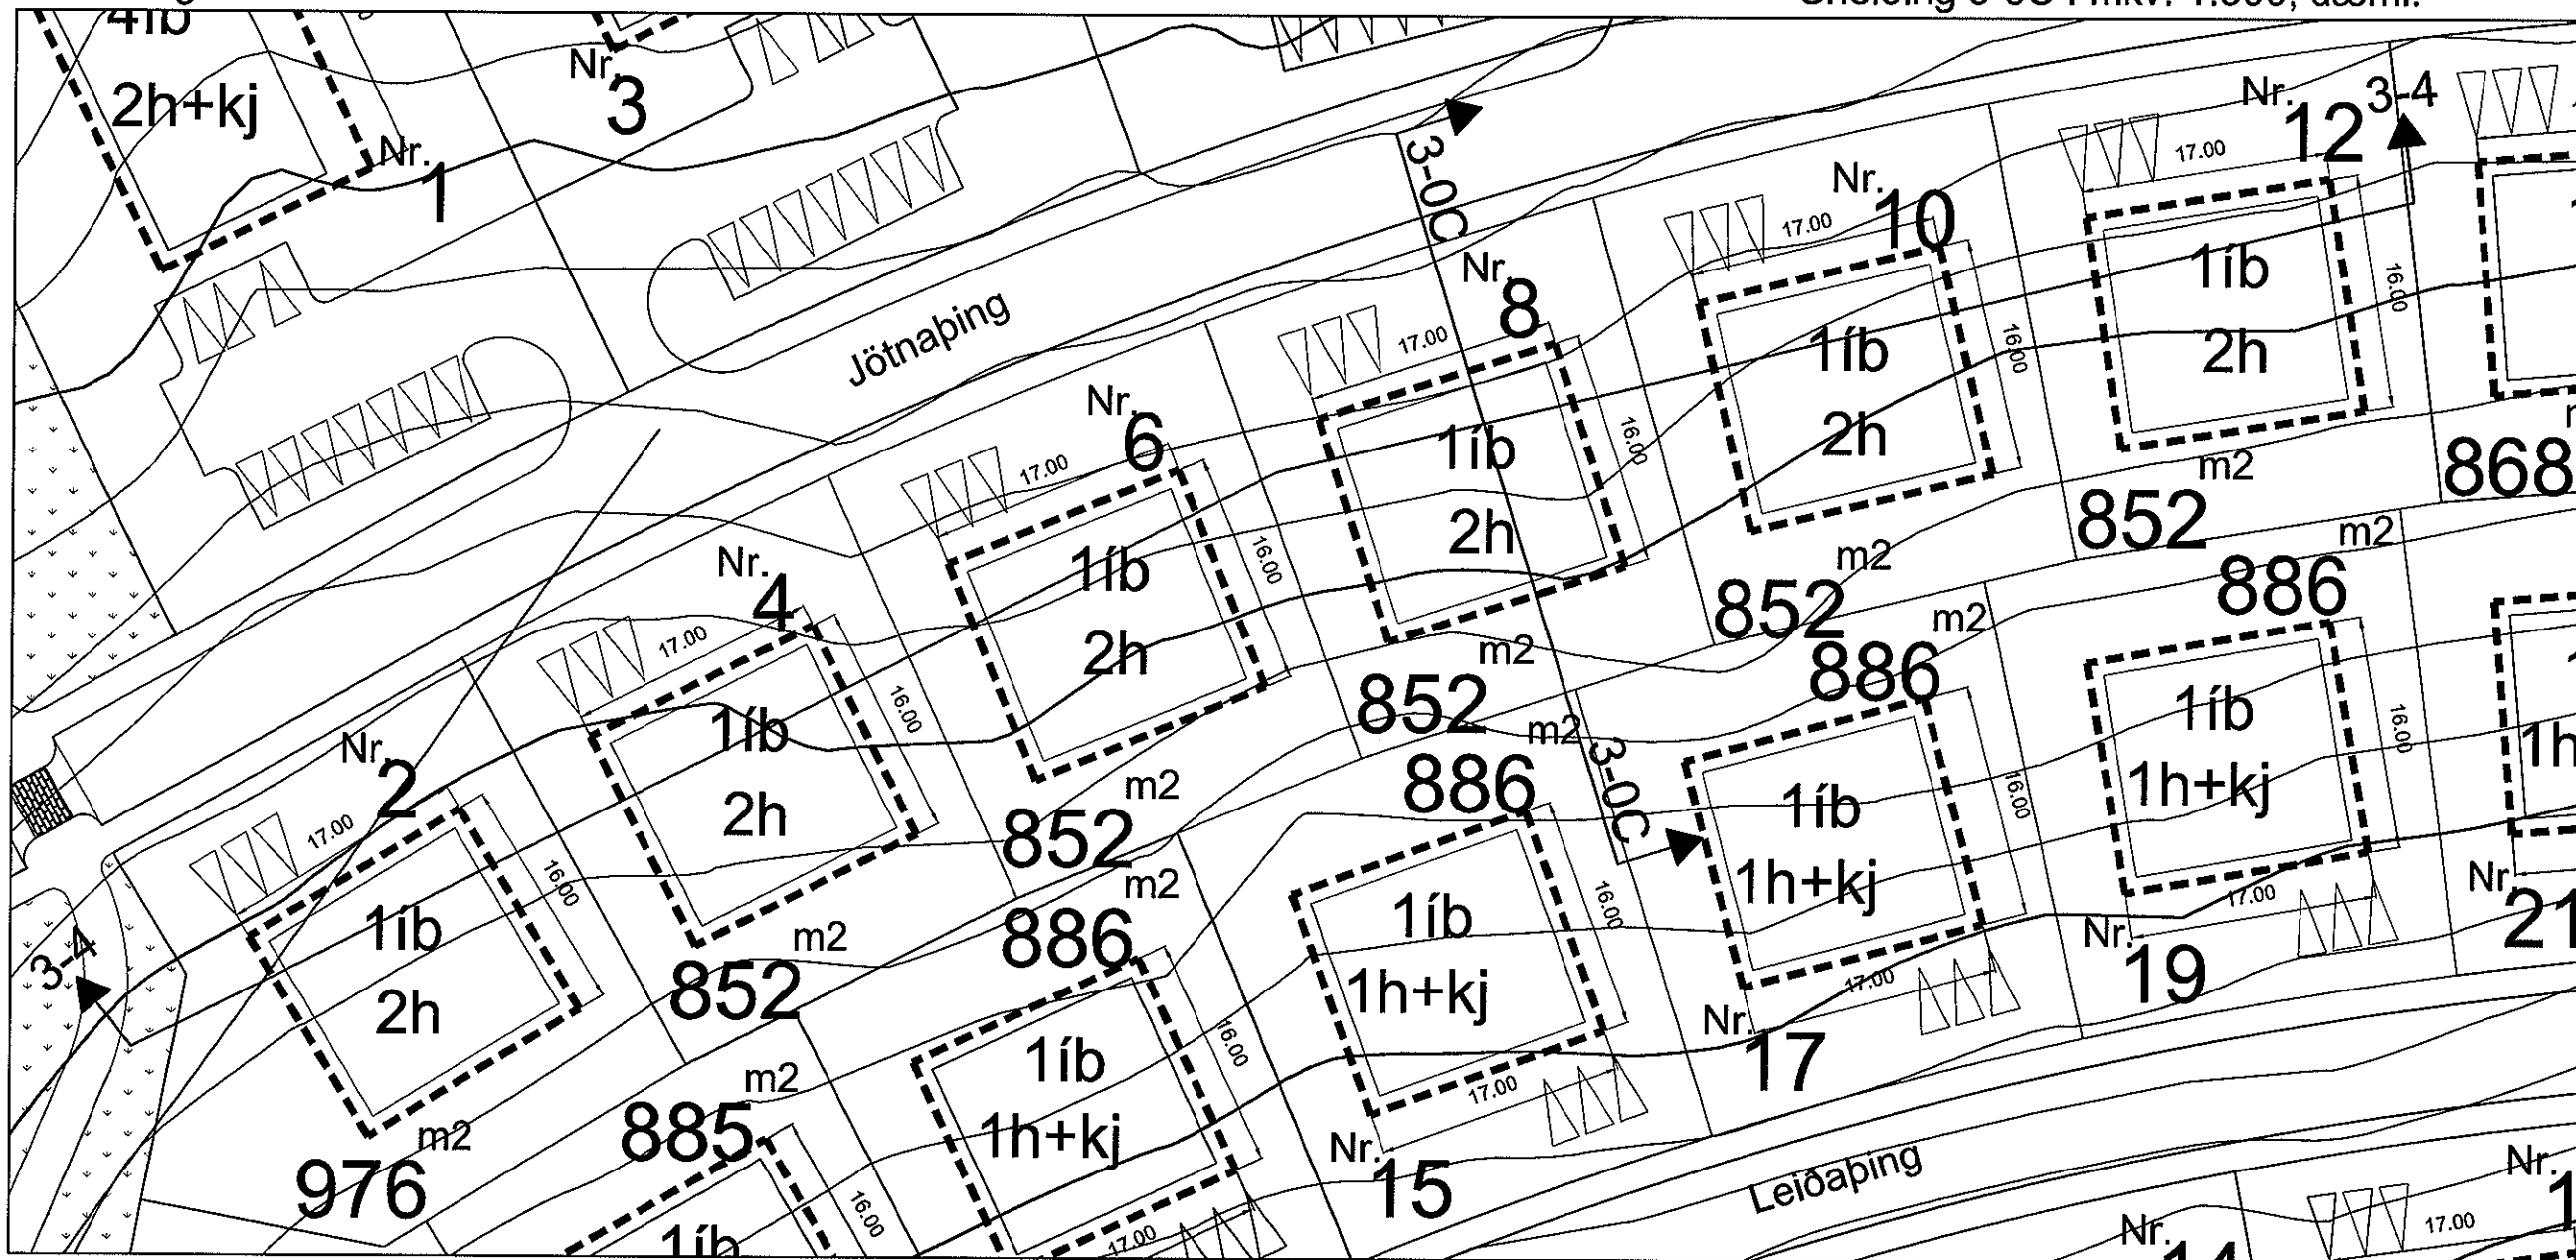 4íb
2h+kj
Nr.
1
Nr.
3
Jötnaþing
3-0C
Nr.
2
17.00
16.00
1íb
2h
m2
976
3-4
Nr.
4
17.00
16.00
1íb
2h
m2
852
Nr.
6
17.00
16.00
1íb
2h
m2
852
Nr.
8
17.00
16.00
1íb
2h
m2
852
Nr.
10
17.00
16.00
1íb
2h
m2
852
Nr.
12
17.00
16.00
1íb
2h
m2
852
3-4
868
m2
885
16.00
1íb
m2
886
16.00
1íb
1h+kj
17.00
m2
886
16.00
1íb
1h+kj
17.00
Nr.
15
3-0C
m2
886
16.00
1íb
1h+kj
17.00
Nr.
17
m2
886
16.00
1íb
1h+kj
17.00
Nr.
19
1h
Nr.
21
Leiðaþing
Nr.
14
17.00
Nr.